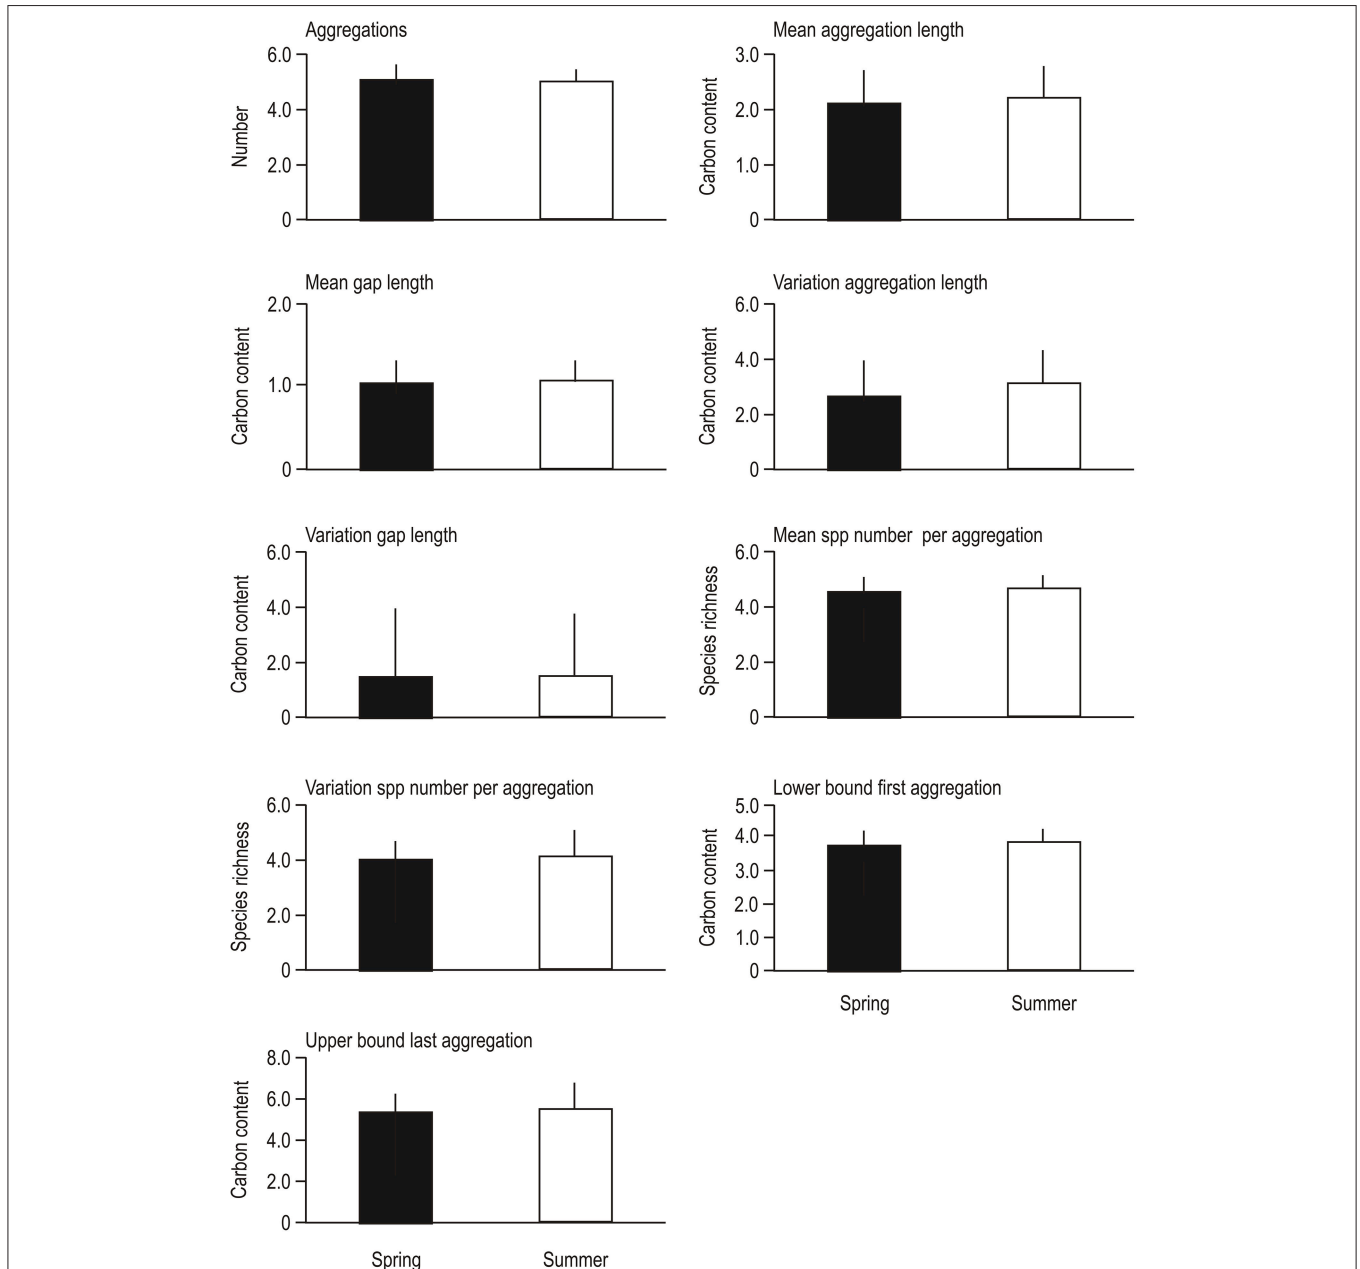 Aggregations
6.0
4.0
2.0
0
Number
Mean aggregation length
3.0
2.0
1.0
0
Carbon content
Mean gap length
2.0
1.0
0
Carbon content
Variation aggregation length
6.0
4.0
2.0
0
Carbon content
Variation gap length
6.0
4.0
2.0
0
Carbon content
Mean spp number per aggregation
6.0
4.0
2.0
0
Species richness
Variation spp number per aggregation
6.0
4.0
2.0
0
Species richness
Lower bound first aggregation
5.0
4.0
3.0
2.0
1.0
0
Carbon content
Spring Summer
Upper bound last aggregation
8.0
6.0
4.0
2.0
0
Carbon content
Spring Summer